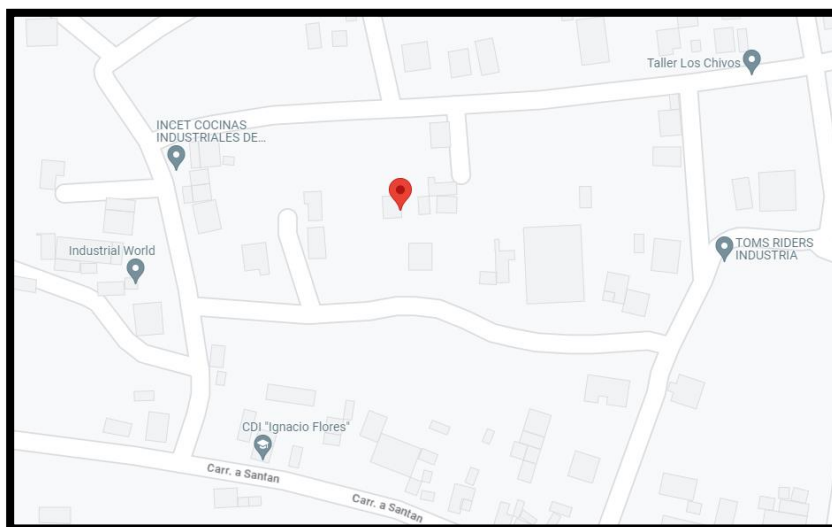 Taller Los Chivos
INCET COCINAS
INDUSTRIALES DE...
Industrial World
TOMS RIDERS
INDUSTRIA
CDI "Ignacio Flores"
Carr. a Santan
Carr. a Santan